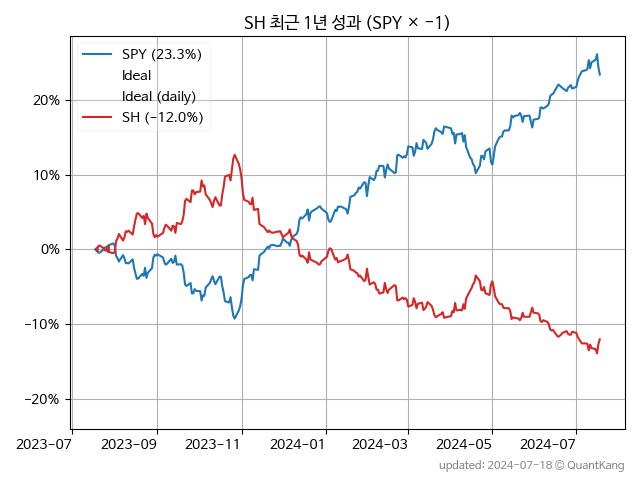 SH 최근 1년 성과 (SPY × −1)
SPY (23.3%)
Ideal
Ideal (daily)
SH (−12.0%)
20%
10%
0%
−10%
−20%
2023-07
2023-09
2023-11
2024-01
2024-03
2024-05
2024-07
updated: 2024-07-18 © QuantKang